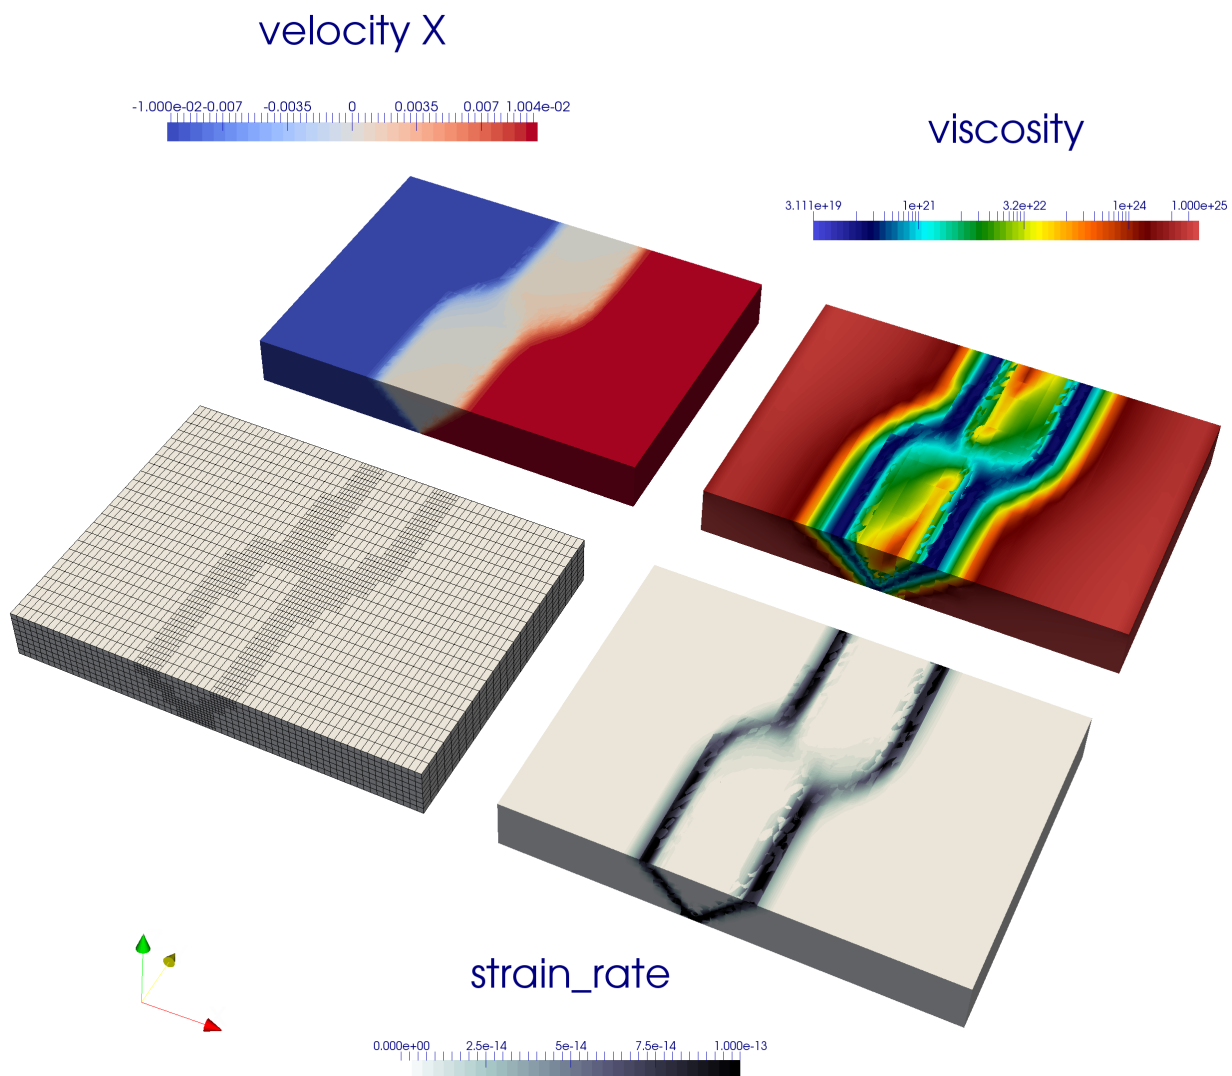 velocity X
-1.000e-02 -0.007 -0.0035 0 0.0035 0.007 1.004e-02
viscosity
3.111e+19 1e+21 3.2e+22 1e+24 1.000e+25
strain_rate
0.000e+00 2.5e-14 5e-14 7.5e-14 1.000e-13